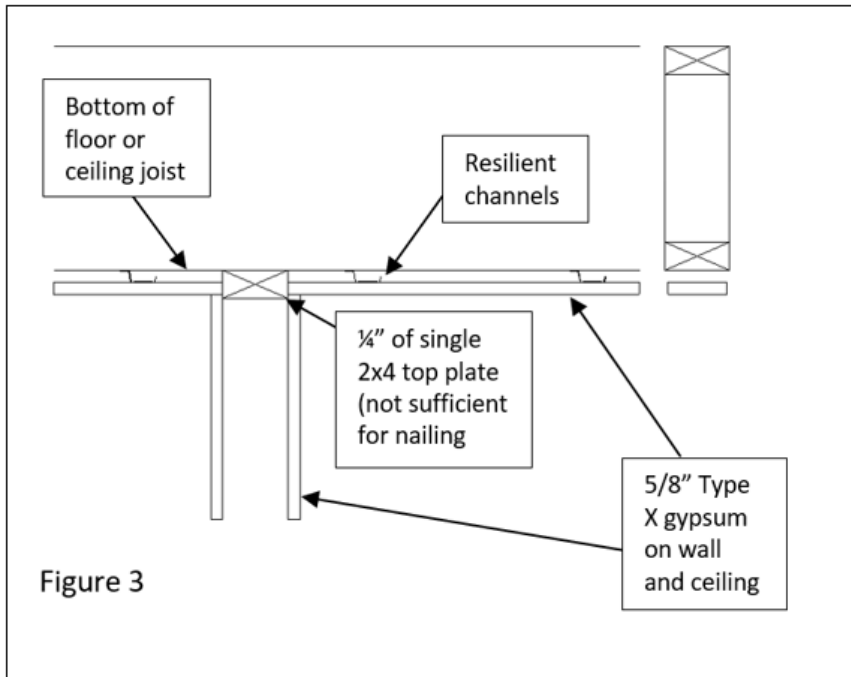 Bottom of
floor or
ceiling joist
Resilient
channels
¼” of single
2x4 top plate
(not sufficient
for nailing
5/8” Type
X gypsum
on wall
and ceiling
Figure 3